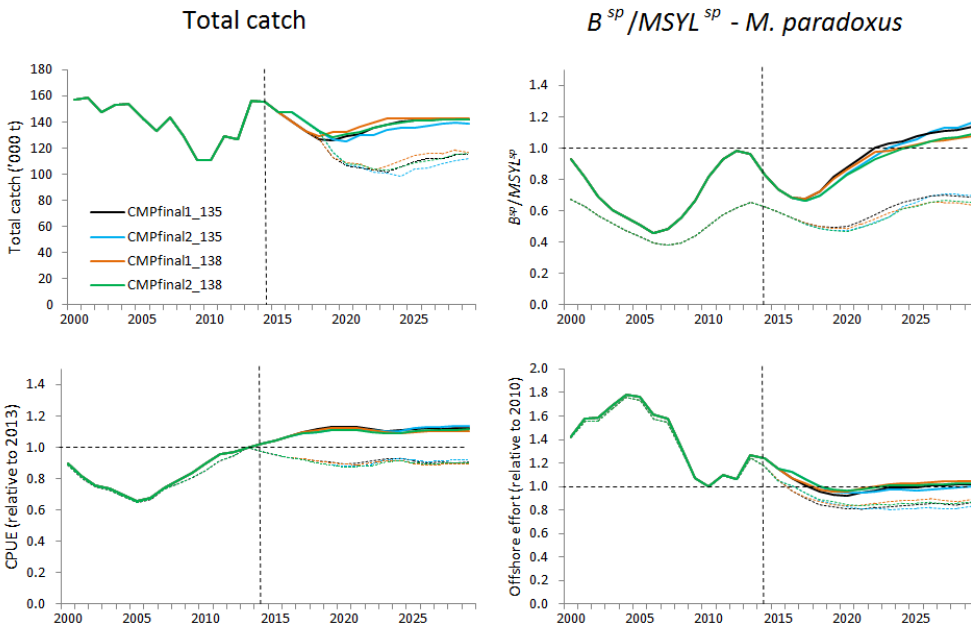 Total catch
B sp/MSYL sp - M. paradoxus
180
160
140
120
100
80
60
40
20
0
Total catch ('000 t)
CMPfinal1_135
CMPfinal2_135
CMPfinal1_138
CMPfinal2_138
2000 2005 2010 2015 2020 2025
1.4
1.2
1.0
0.8
0.6
0.4
0.2
0.0
Bsp/MSYLsp
2000 2005 2010 2015 2020 2025
1.4
1.2
1.0
0.8
0.6
0.4
0.2
0.0
CPUE (relative to 2013)
2000 2005 2010 2015 2020 2025
2.0
1.8
1.6
1.4
1.2
1.0
0.8
0.6
0.4
0.2
0.0
Offshore effort (relative to 2010)
2000 2005 2010 2015 2020 2025